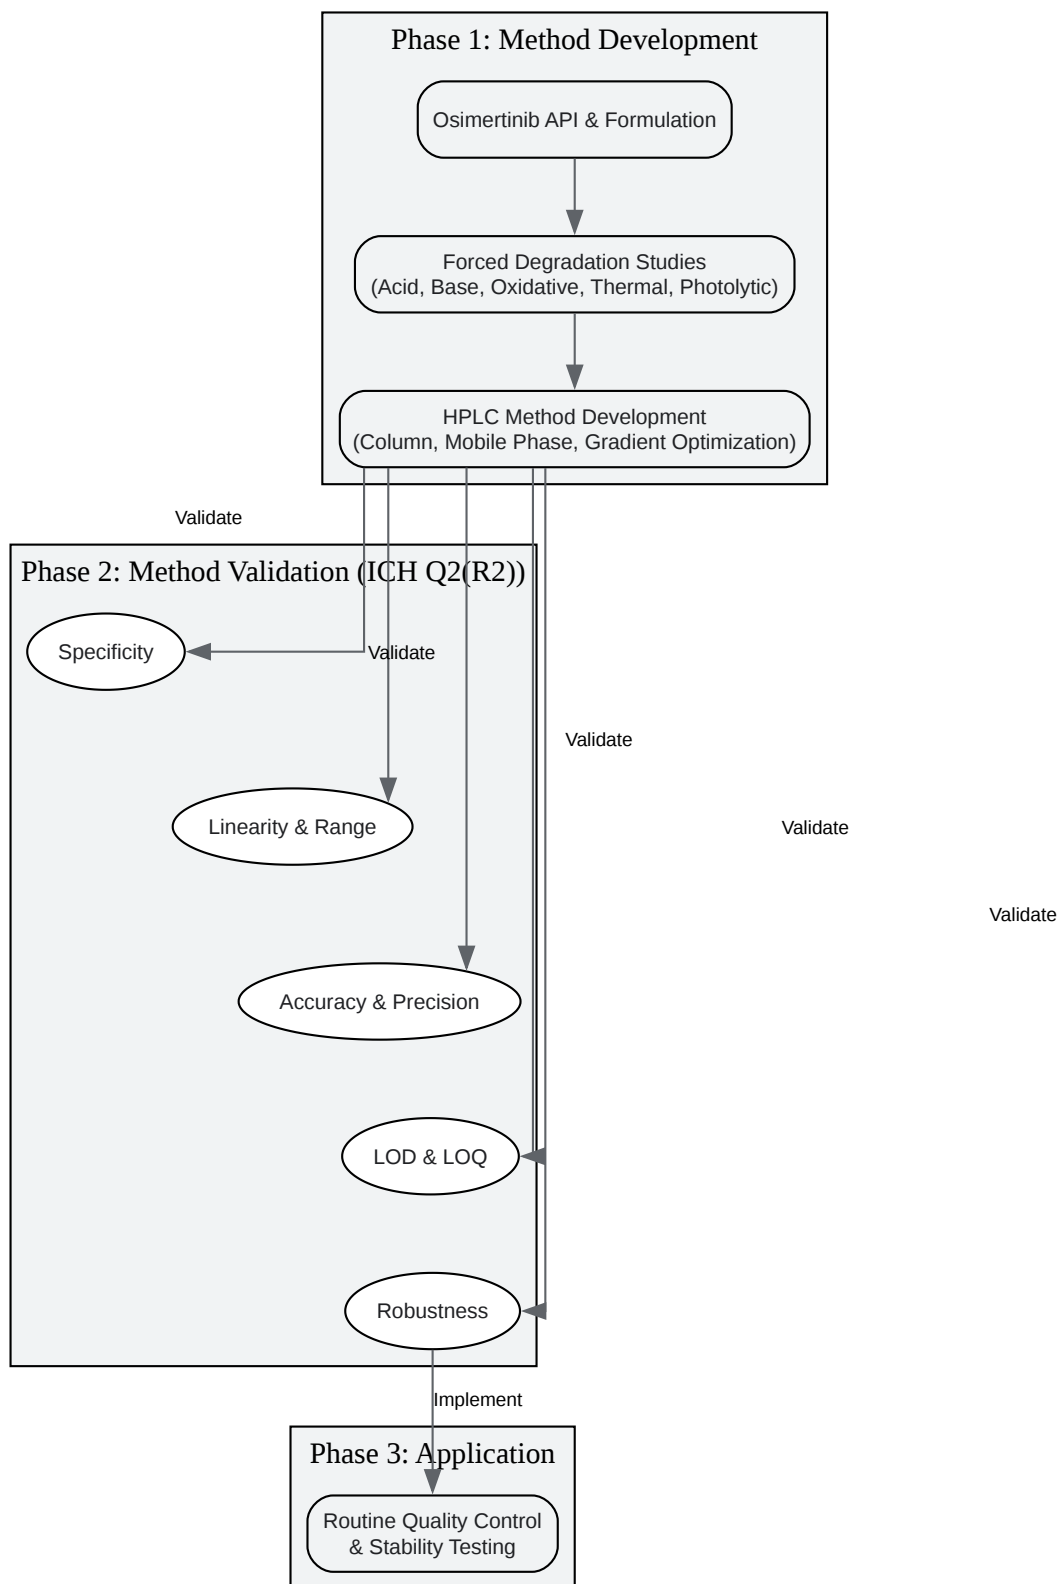 Phase 1: Method Development
Osimertinib API & Formulation
Forced Degradation Studies
(Acid, Base, Oxidative, Thermal, Photolytic)
HPLC Method Development
(Column, Mobile Phase, Gradient Optimization)
Validate
Phase 2: Method Validation (ICH Q2(R2))
Specificity
Validate
Validate
Linearity & Range
Validate
Validate
Accuracy & Precision
LOD & LOQ
Robustness
Implement
Phase 3: Application
Routine Quality Control
& Stability Testing